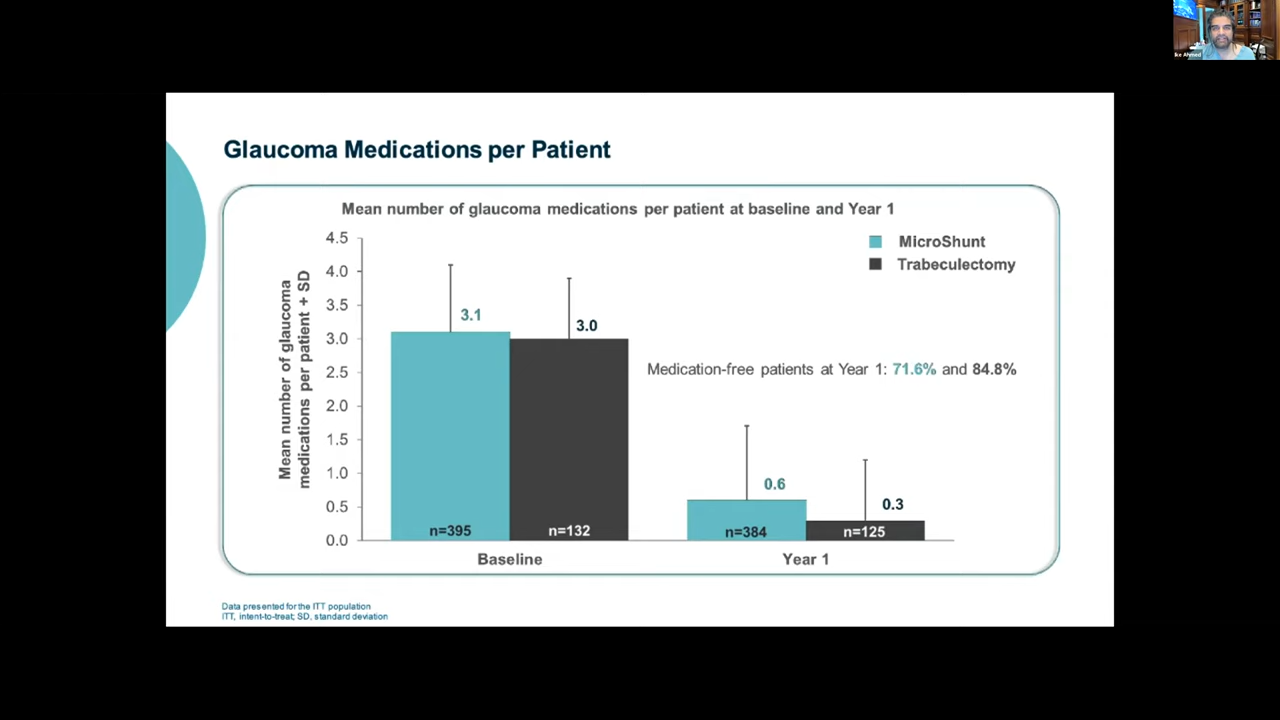 Ike Ahmed
Glaucoma Medications per Patient
Mean number of glaucoma medications per patient at baseline and Year 1
MicroShunt
Trabeculectomy
Mean number of glaucoma
medications per patient + SD
4.5
4.0
3.5
3.0
2.5
2.0
1.5
1.0
0.5
0.0
3.1
3.0
Medication-free patients at Year 1: 71.6% and 84.8%
0.6
0.3
n=395
n=132
n=384
n=125
Baseline
Year 1
Data presented for the ITT population
ITT, intent-to-treat; SD, standard deviation